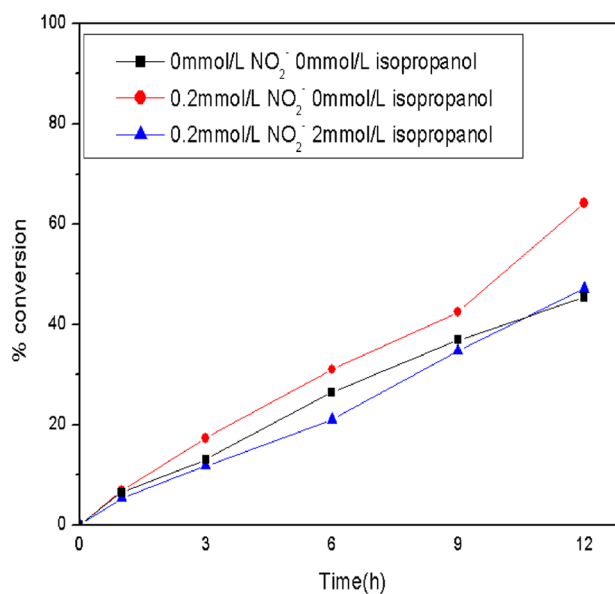 100
80
60
40
20
0
% conversion
0mmol/L NO₂⁻ 0mmol/L isopropanol
0.2mmol/L NO₂⁻ 0mmol/L isopropanol
0.2mmol/L NO₂⁻ 2mmol/L isopropanol
0 3 6 9 12
Time(h)